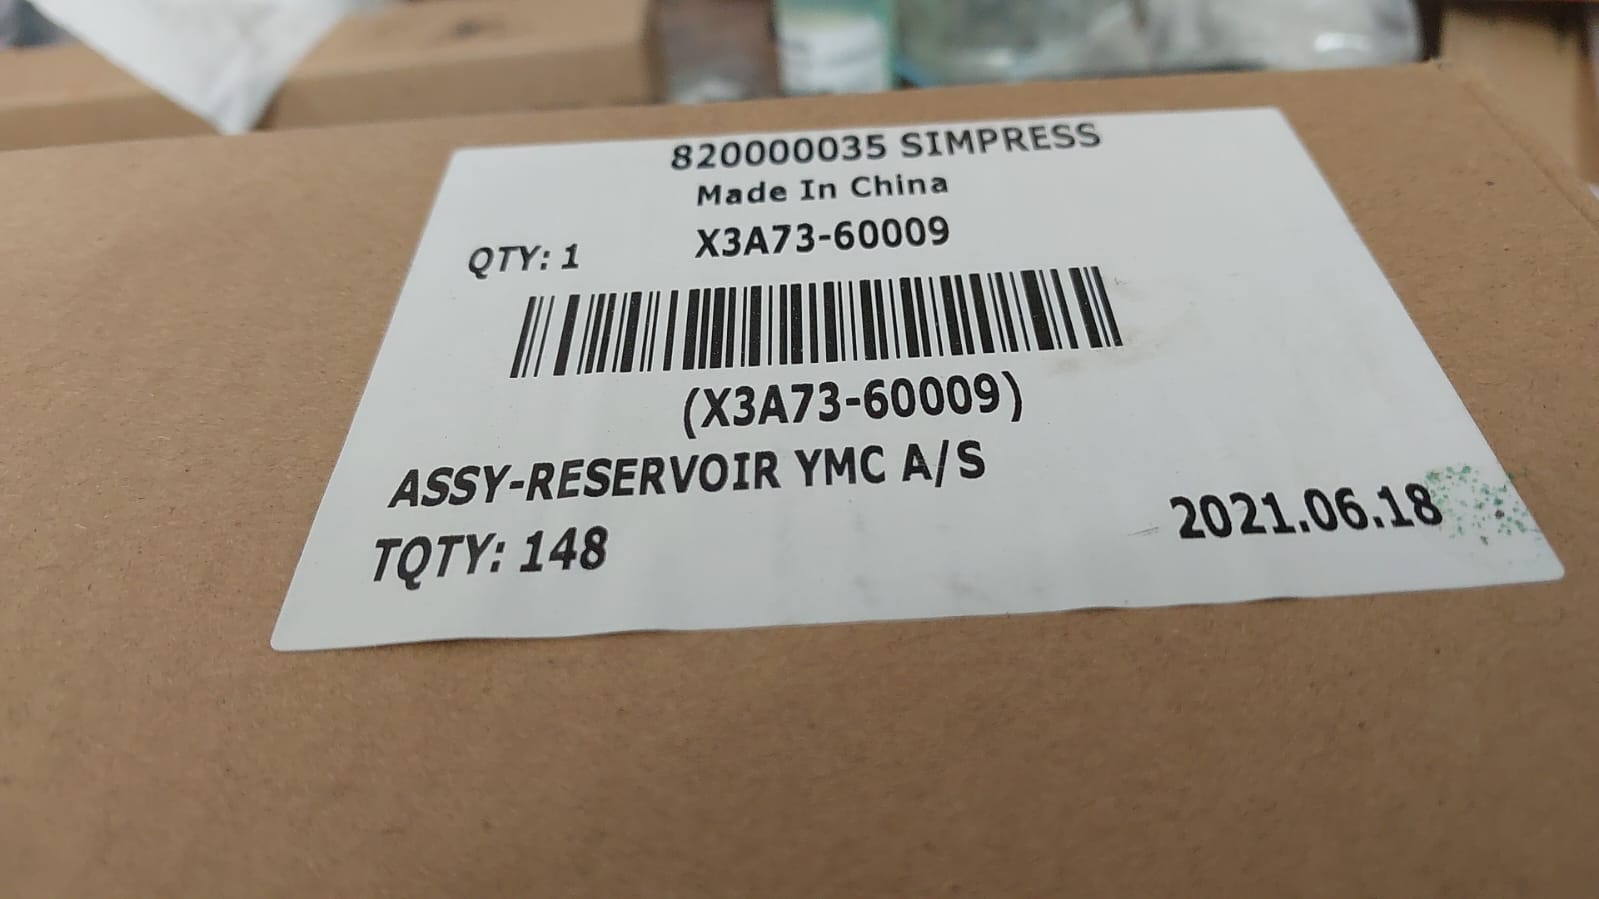 820000035 SIMPRESS
Made In China
QTY: 1 X3A73-60009
(X3A73-60009)
ASSY-RESERVOIR YMC A/S
TQTY: 148 2021.06.18